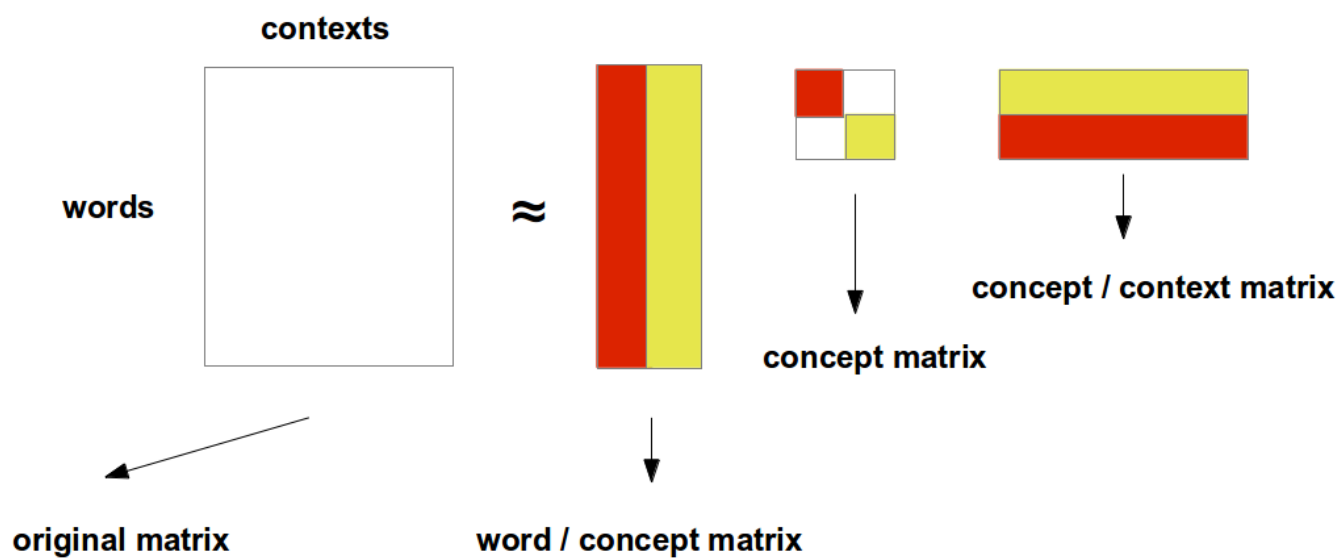 contexts
words
≈
concept / context matrix
concept matrix
original matrix
word / concept matrix